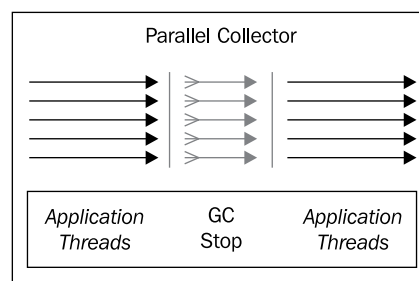 Parallel Collector
Application GC Application
Threads Stop Threads